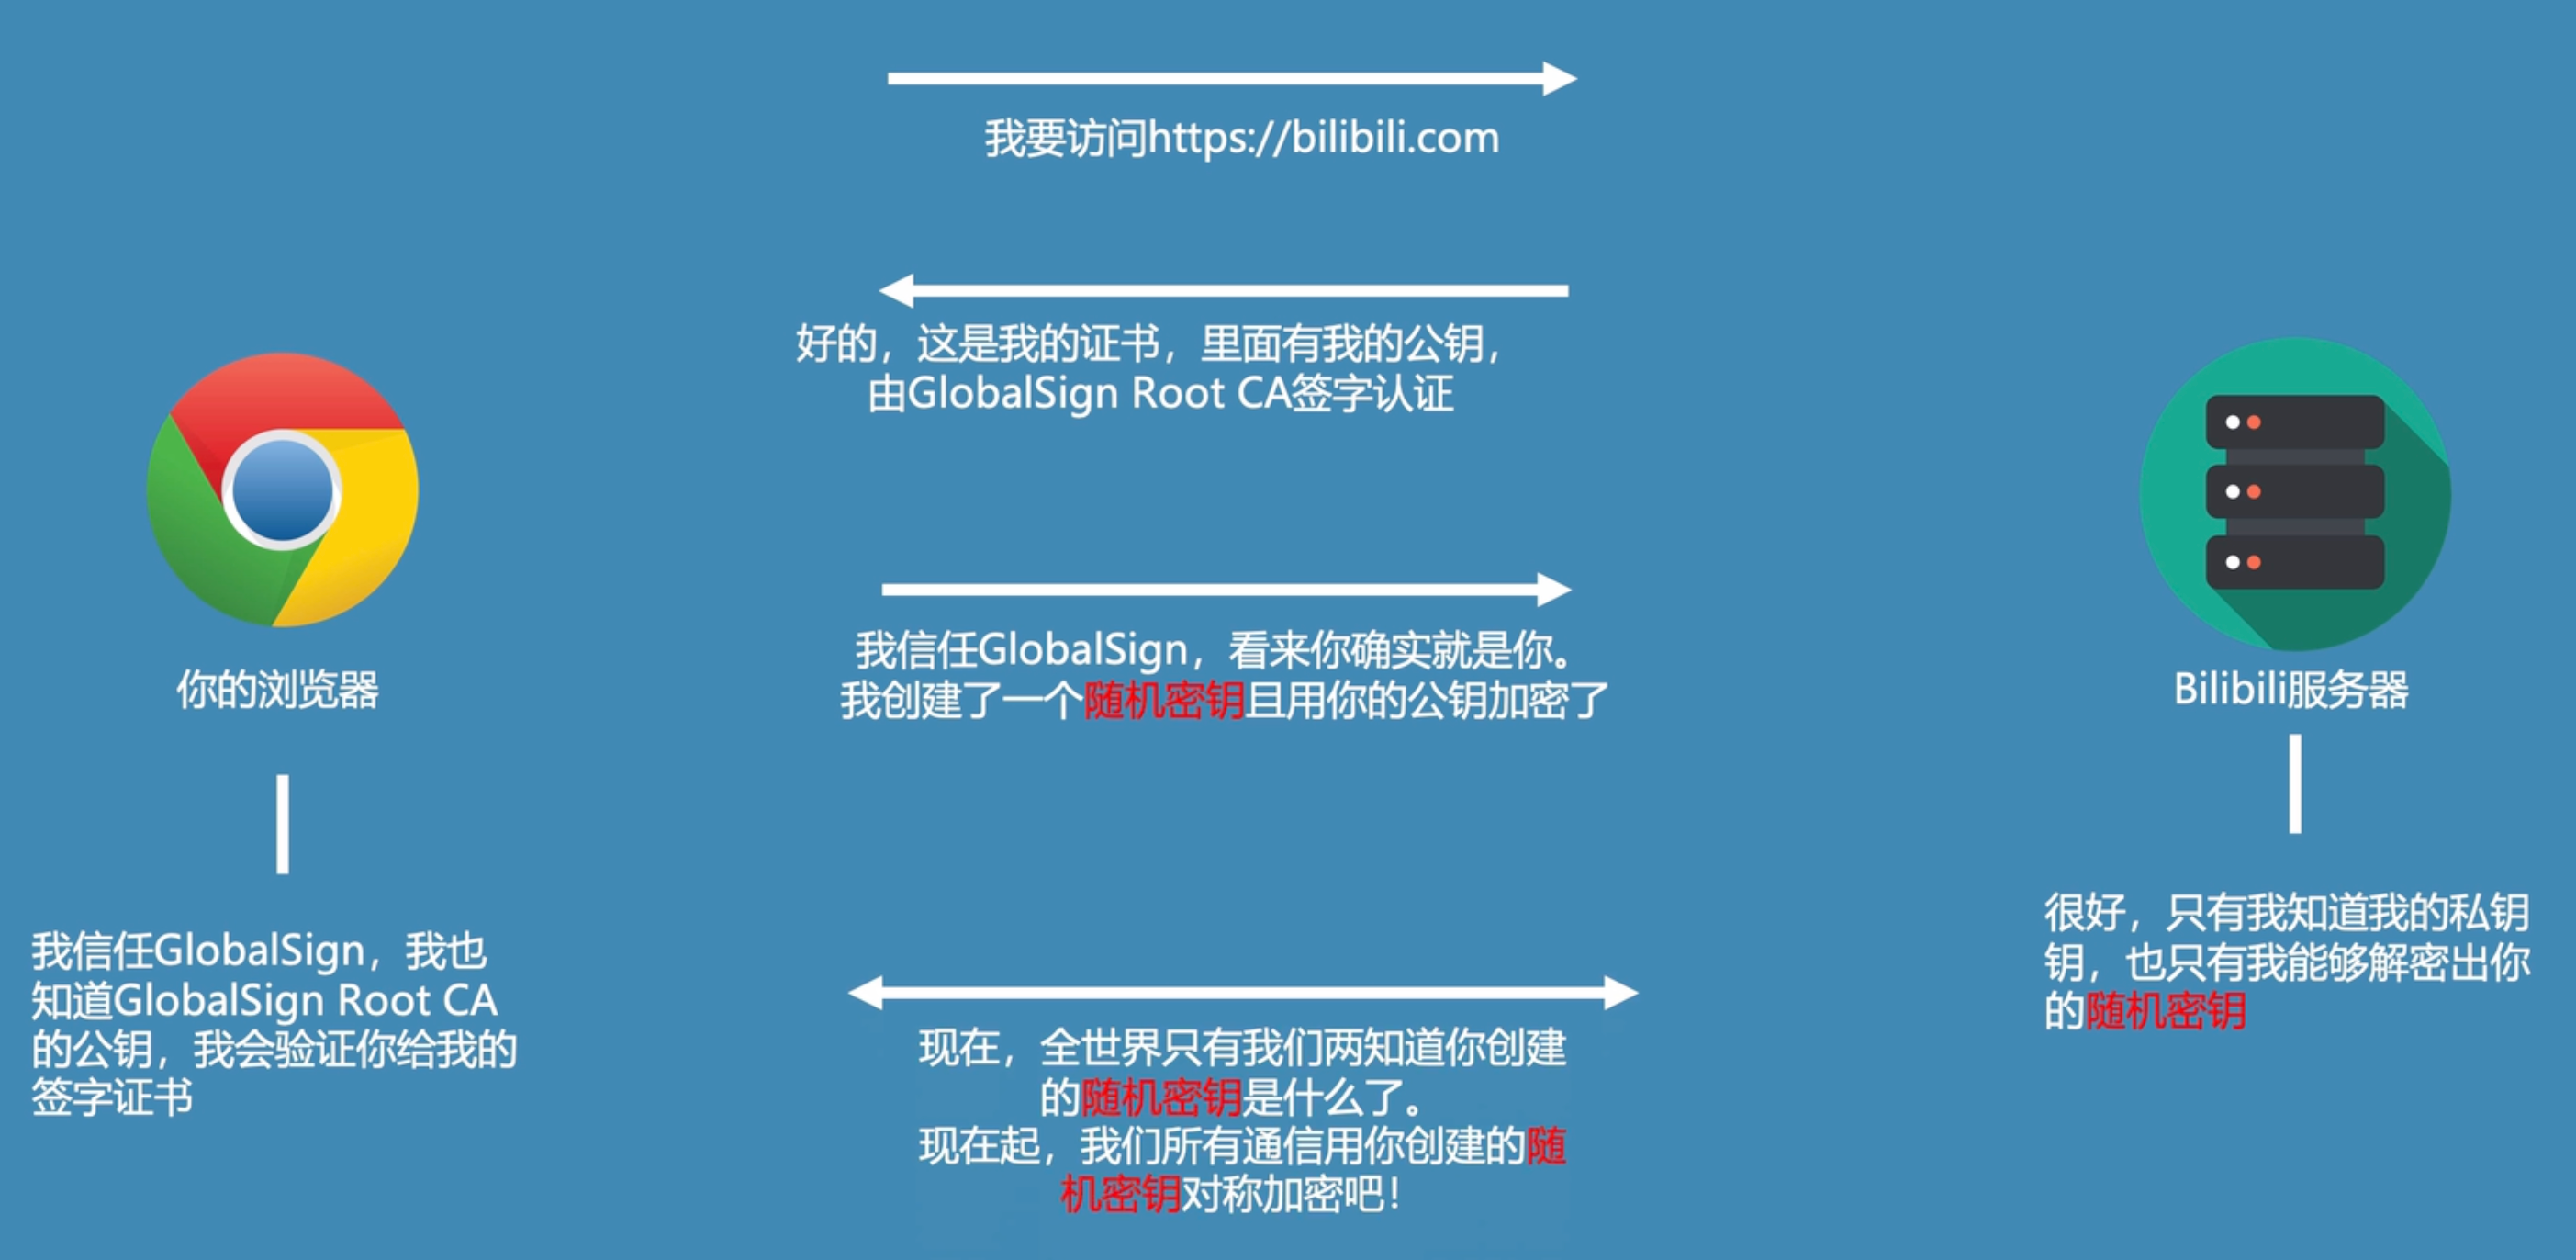 我要访问https://bilibili.com
好的，这是我的证书，里面有我的公钥，
由GlobalSign Root CA签字认证
我信任GlobalSign，看来你确实就是你。
我创建了一个随机密钥且用你的公钥加密了
你的浏览器
Bilibili服务器
我信任GlobalSign，我也
知道GlobalSign Root CA
的公钥，我会验证你给我的
签字证书
很好，只有我知道我的私钥
钥，也只有我能够解密出你
的随机密钥
现在，全世界只有我们两知道你创建
的随机密钥是什么了。
现在起，我们所有通信用你创建的随
机密钥对称加密吧！